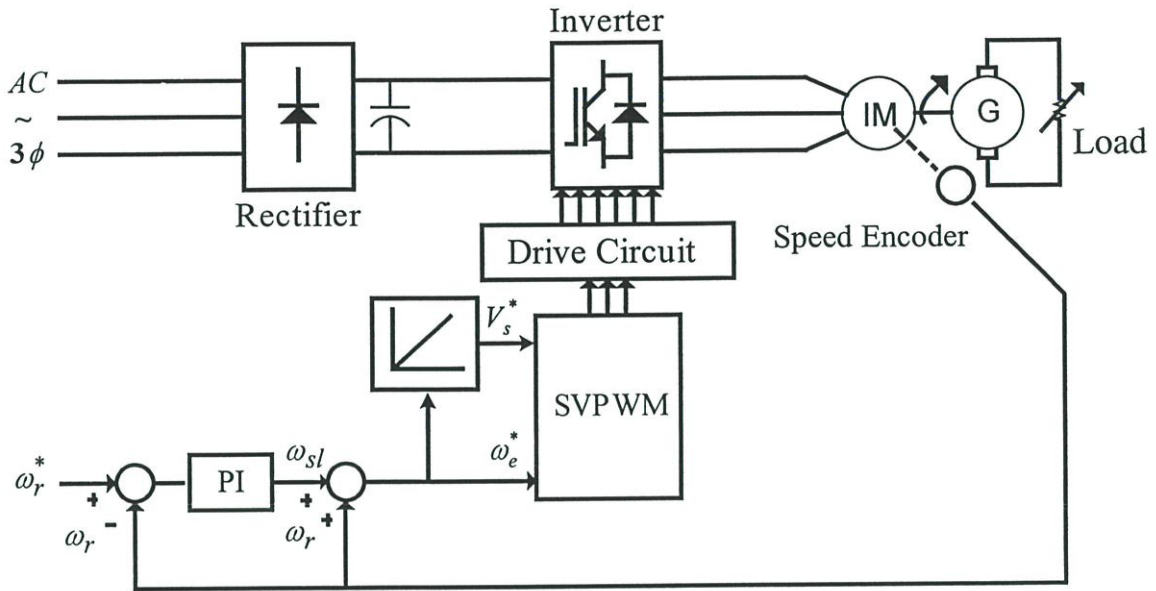 Inverter
AC
~
3ϕ
IM
G
Load
Rectifier
Speed Encoder
Drive Circuit
V_s^*
SVPWM
ω_r^*
+
-
ω_r
PI
ω_sl
+
+
ω_r
ω_e^*